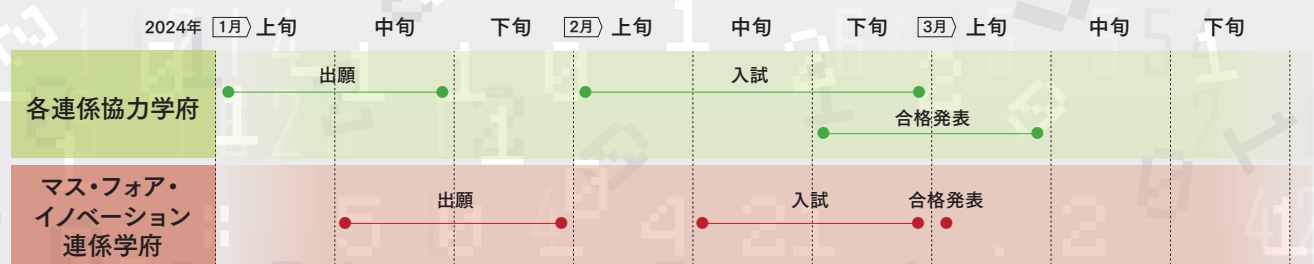 2024年 1月 上旬 中旬 下旬 2月 上旬 中旬 下旬 3月 上旬 中旬 下旬
各連係協力学府
出願 入試
合格発表
マス・フォア・
イノベーション
連係学府
出願 入試 合格発表